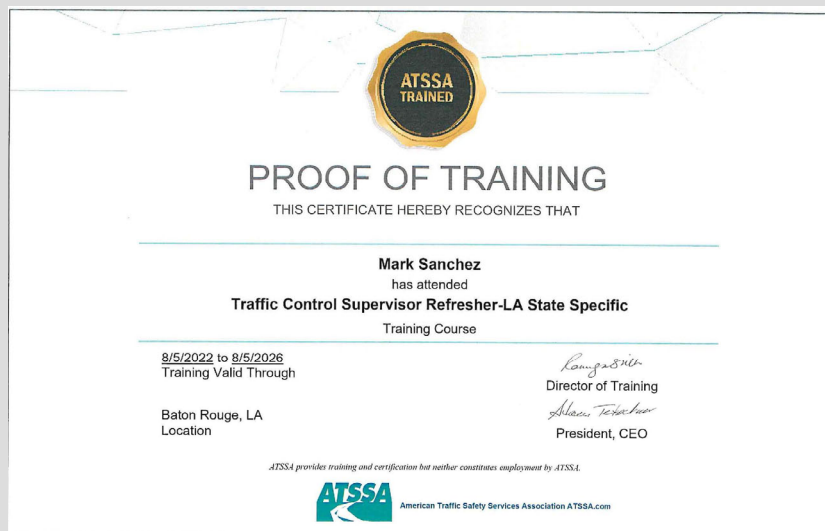 ATSSA
TRAINED
PROOF OF TRAINING
THIS CERTIFICATE HEREBY RECOGNIZES THAT
Mark Sanchez
has attended
Traffic Control Supervisor Refresher-LA State Specific
Training Course
8/5/2022 to 8/5/2026
Training Valid Through
Director of Training
Baton Rouge, LA
Location
President, CEO
ATSSA provides training and certification but neither constitutes employment by ATSSA.
ATSSA
American Traffic Safety Services Association ATSSA.com